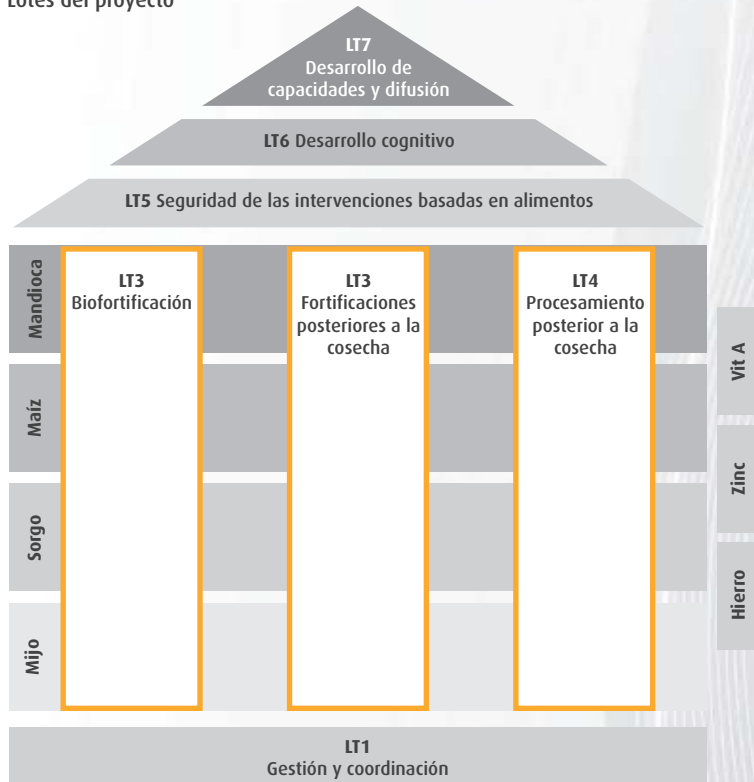 Lotes del proyecto
LT7
Desarrollo de
capacidades y difusión
LT6 Desarrollo cognitivo
LT5 Seguridad de las intervenciones basadas en alimentos
Mandioca
LT3
Biofortificación
LT3
Fortificaciones
posteriores a la
cosecha
LT4
Procesamiento
posterior a la
cosecha
Maíz
Sorgo
Mijo
Vit A
Zinc
Hierro
LT1
Gestión y coordinación